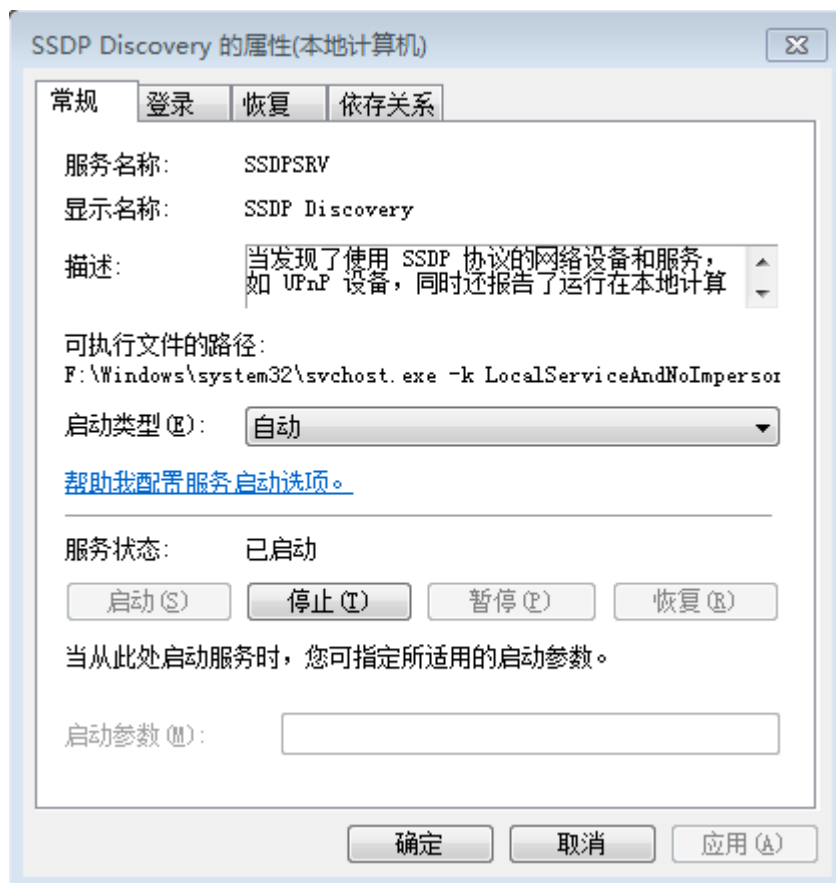 SSDP Discovery 的属性(本地计算机)
常规 登录 恢复 依存关系
服务名称: SSDPSRV
显示名称: SSDP Discovery
描述: 当发现了使用 SSDP 协议的网络设备和服务,
如 UPnP 设备,同时还报告了运行在本地计算
可执行文件的路径:
F:\Windows\system32\svchost.exe -k LocalServiceAndNoImperson
启动类型(E): 自动
帮助我配置服务启动选项。
服务状态: 已启动
启动(S) 停止(T) 暂停(P) 恢复(R)
当从此处启动服务时,您可指定所适用的启动参数。
启动参数(M):
确定 取消 应用(A)